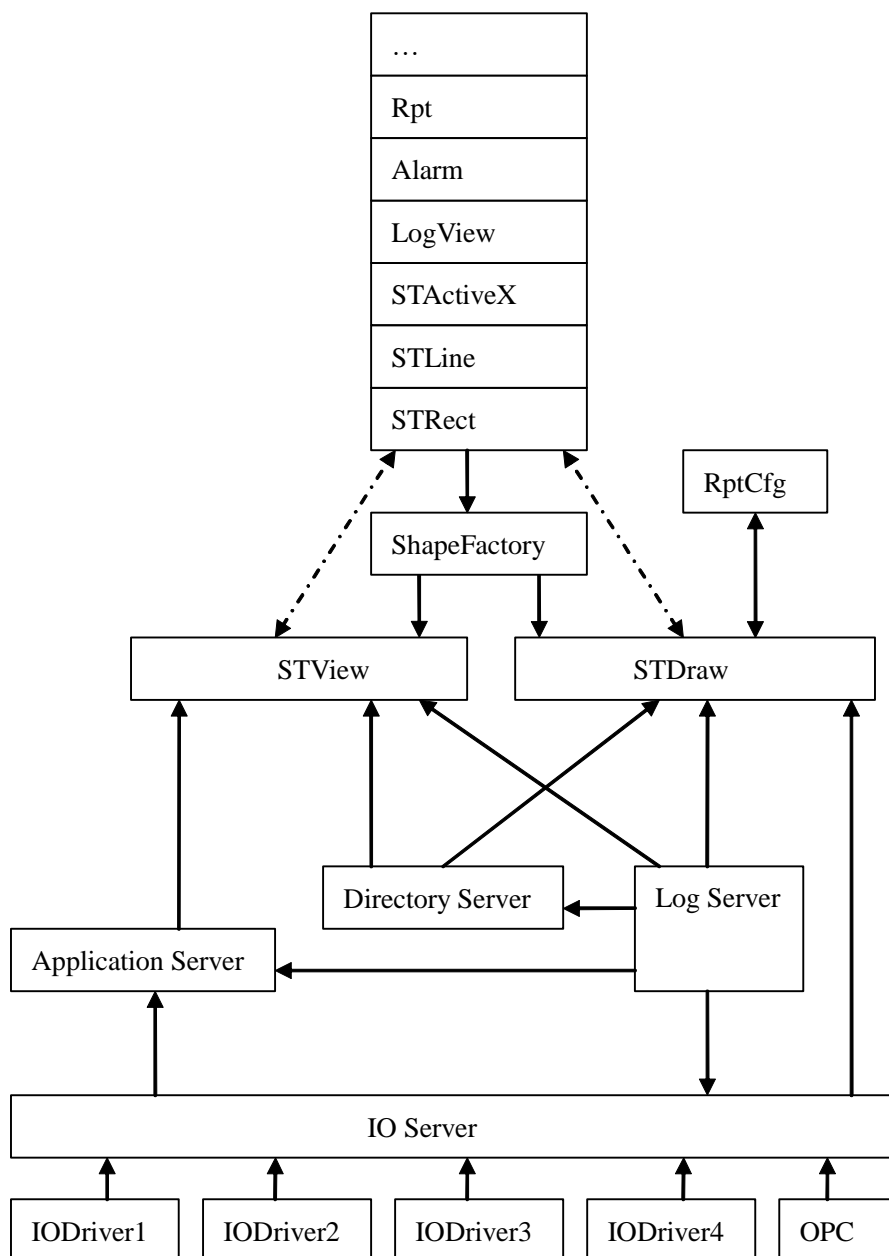 …
Rpt
Alarm
LogView
STActiveX
STLine
STRect
RptCfg
ShapeFactory
STView
STDraw
Directory Server
Log Server
Application Server
IO Server
IODriver1
IODriver2
IODriver3
IODriver4
OPC